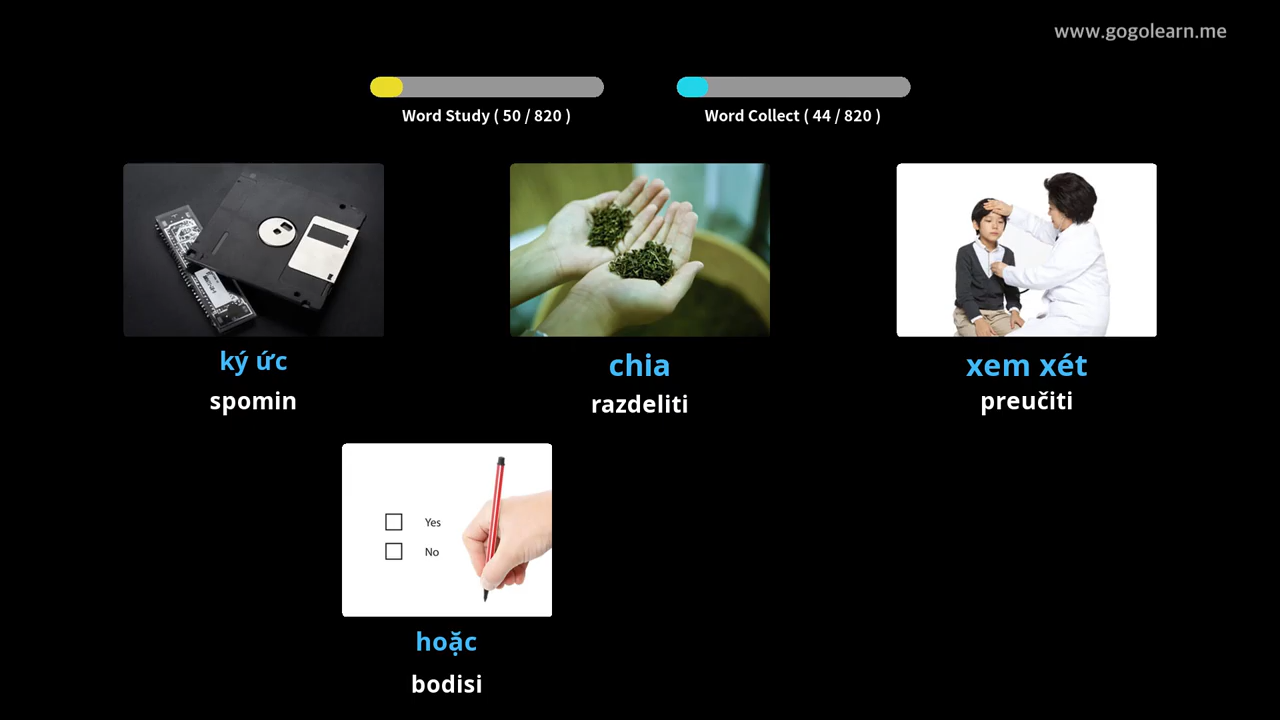 www.gogolearn.me
Word Study ( 50 / 820 )
Word Collect ( 44 / 820 )
ký ức
spomin
chia
razdeliti
xem xét
preučiti
Yes
No
hoặc
bodisi